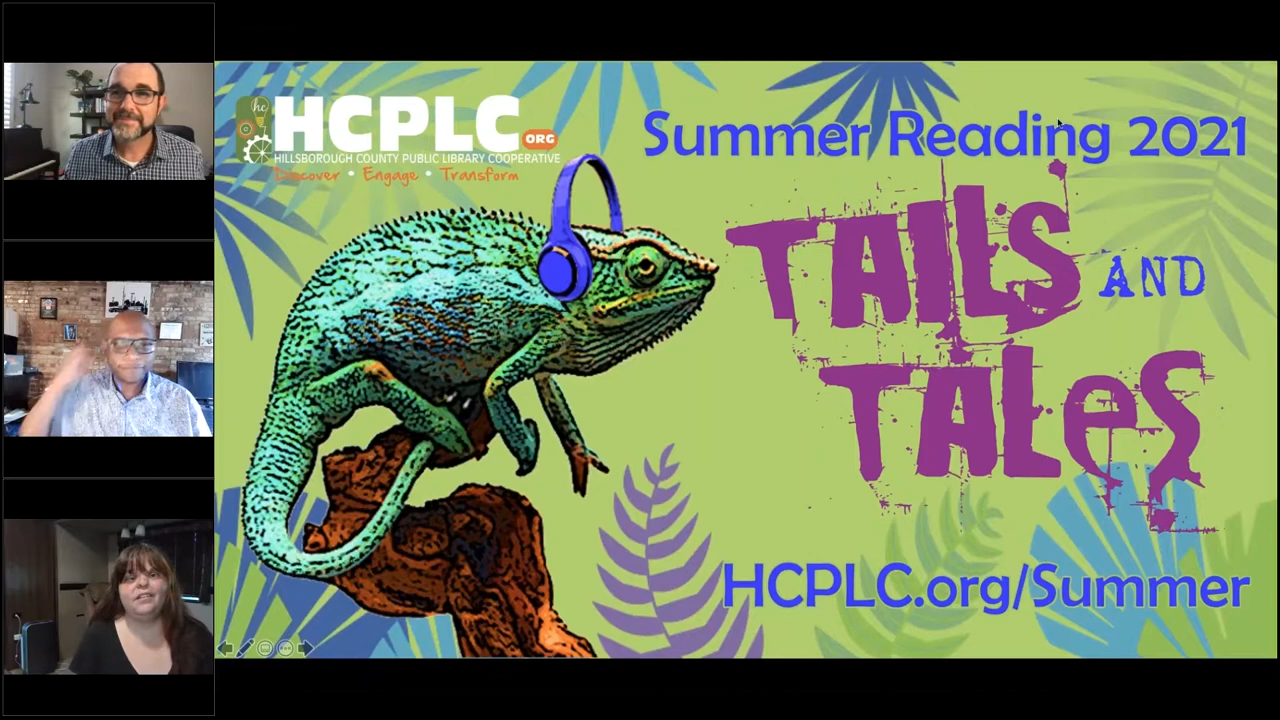 hc
HCPLC
ORG
HILLSBOROUGH COUNTY PUBLIC LIBRARY COOPERATIVE
Discover • Engage • Transform
Summer Reading 2021
TAILS AND
TALeS
HCPLC.org/Summer